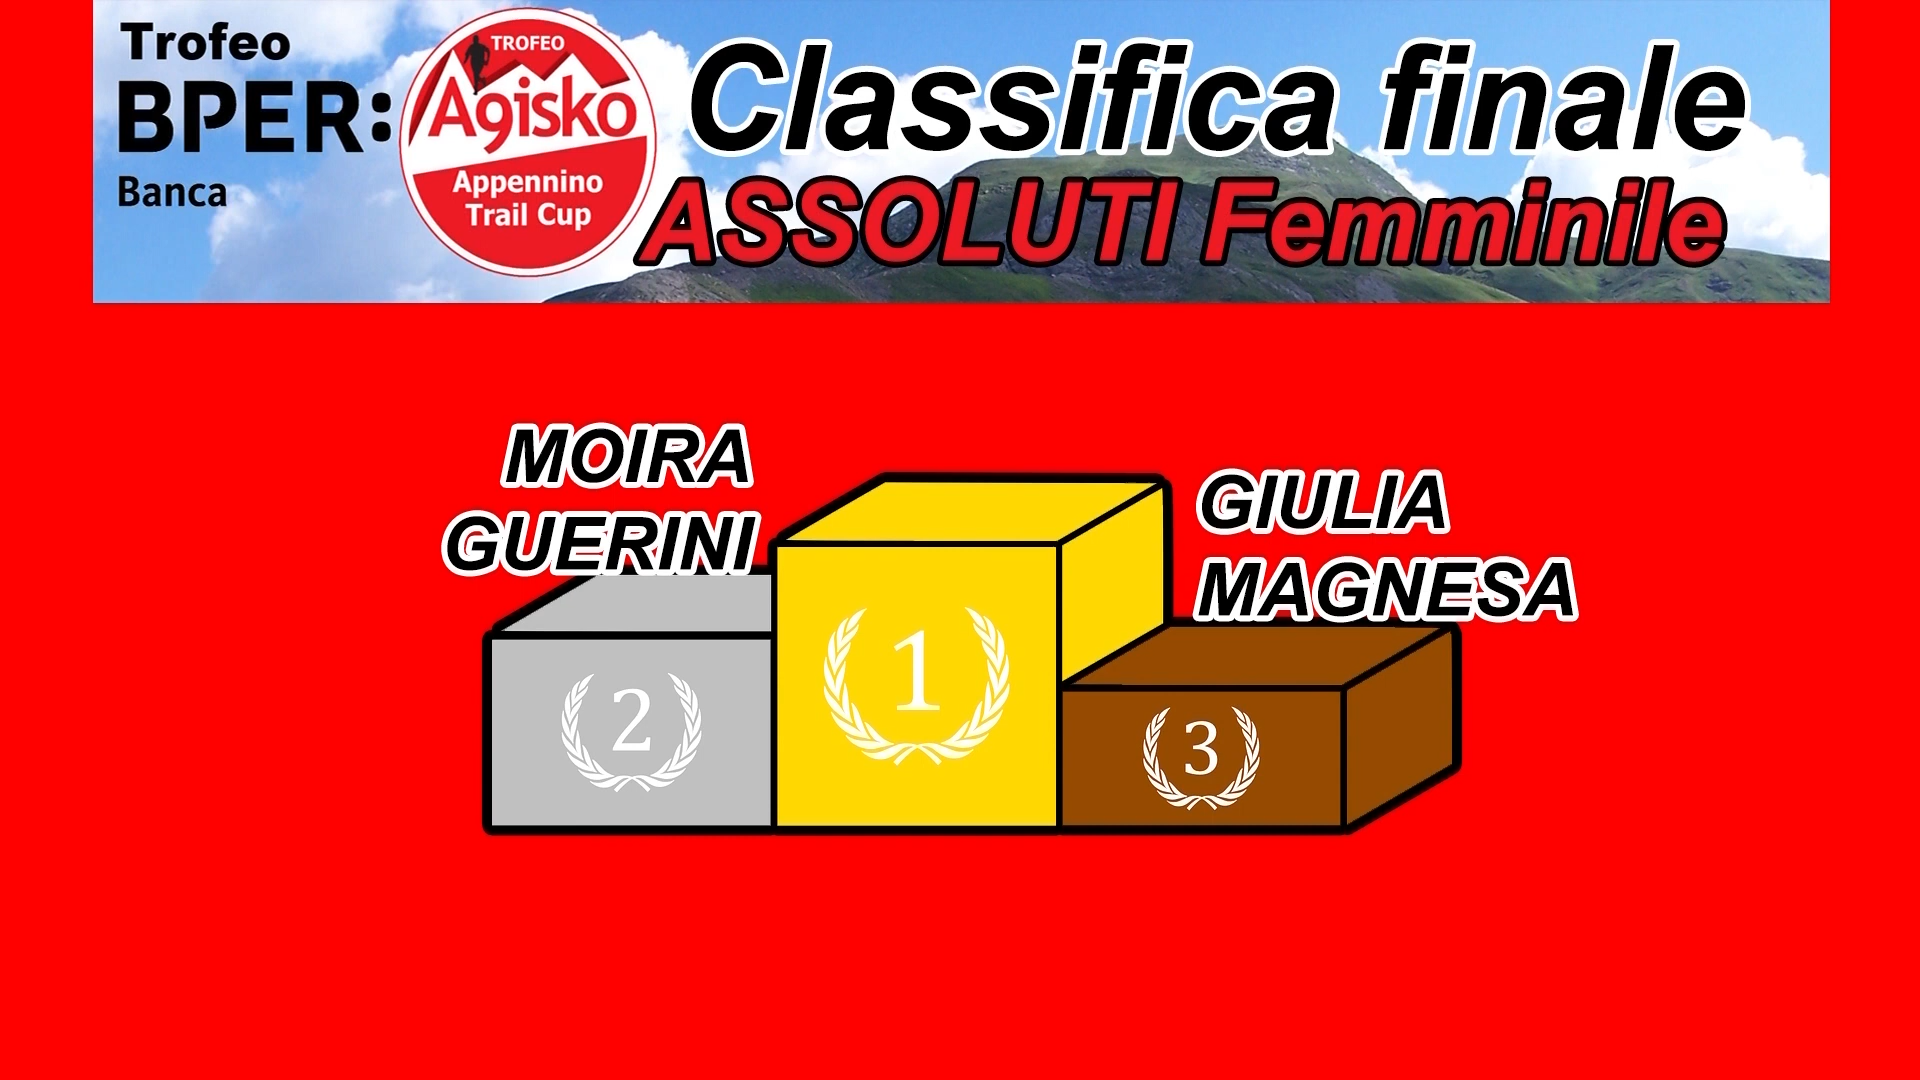 Trofeo
BPER:
Banca
TROFEO
Agisko
Appennino
Trail Cup
Classifica finale
ASSOLUTI Femminile
MOIRA
GUERINI
GIULIA
MAGNESA
2
1
3